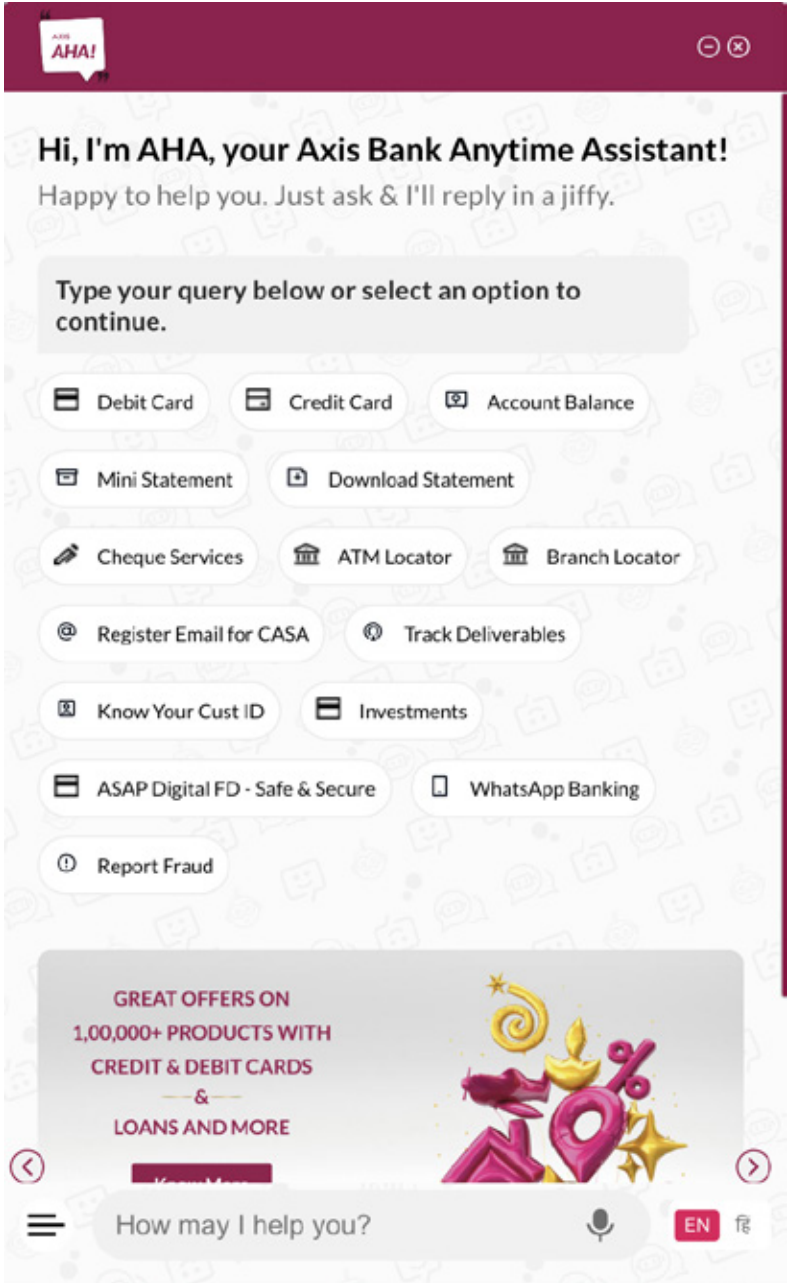 AXIS
AHA!
Hi, I'm AHA, your Axis Bank Anytime Assistant!
Happy to help you. Just ask & I'll reply in a jiffy.
Type your query below or select an option to
continue.
Debit Card Credit Card Account Balance
Mini Statement Download Statement
Cheque Services ATM Locator Branch Locator
Register Email for CASA Track Deliverables
Know Your Cust ID Investments
ASAP Digital FD - Safe & Secure WhatsApp Banking
Report Fraud
GREAT OFFERS ON
1,00,000+ PRODUCTS WITH
CREDIT & DEBIT CARDS
&
LOANS AND MORE
Know More
How may I help you? EN हि